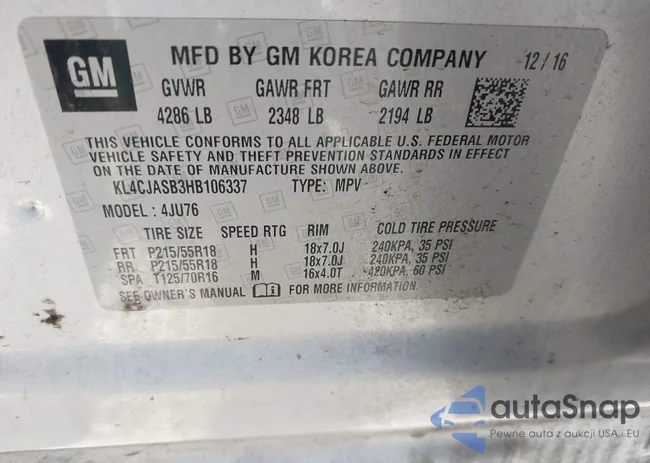 GM
MFD BY GM KOREA COMPANY 12/16
GVWR GAWR FRT GAWR RR
4286 LB 2348 LB 2194 LB
THIS VEHICLE CONFORMS TO ALL APPLICABLE U.S. FEDERAL MOTOR
VEHICLE SAFETY AND THEFT PREVENTION STANDARDS IN EFFECT
ON THE DATE OF MANUFACTURE SHOWN ABOVE.
KL4CJASB3HB106337 TYPE: MPV
MODEL: 4JU76
TIRE SIZE SPEED RTG RIM COLD TIRE PRESSURE
FRT P215/55R18 H 18x7.0J 240KPA, 35 PSI
RR P215/55R18 H 18x7.0J 240KPA, 35 PSI
SPA T125/70R16 M 16x4.0T 420KPA, 60 PSI
SEE OWNER'S MANUAL FOR MORE INFORMATION.
autaSnap
Pewne auta z aukcji USA i EU